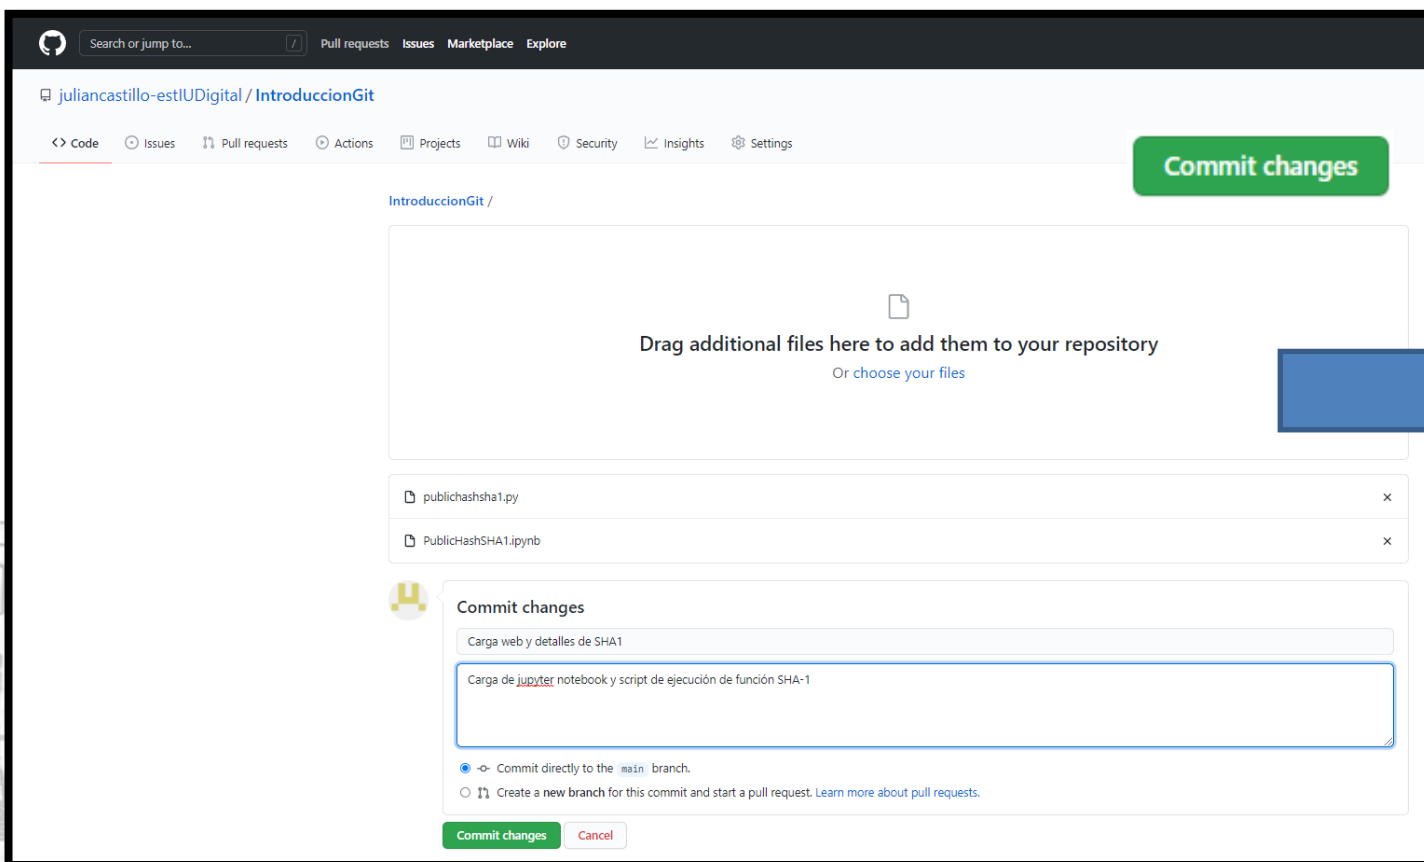 Search or jump to... /
Pull requests Issues Marketplace Explore
juliancastillo-estIUDigital / IntroduccionGit
<> Code Issues Pull requests Actions Projects Wiki Security Insights Settings
Commit changes
IntroduccionGit /
Drag additional files here to add them to your repository
Or choose your files
publichashsha1.py
PublicHashSHA1.ipynb
Commit changes
Carga web y detalles de SHA1
Carga de jupyter notebook y script de ejecución de función SHA-1
Commit directly to the main branch.
Create a new branch for this commit and start a pull request. Learn more about pull requests.
Commit changes Cancel